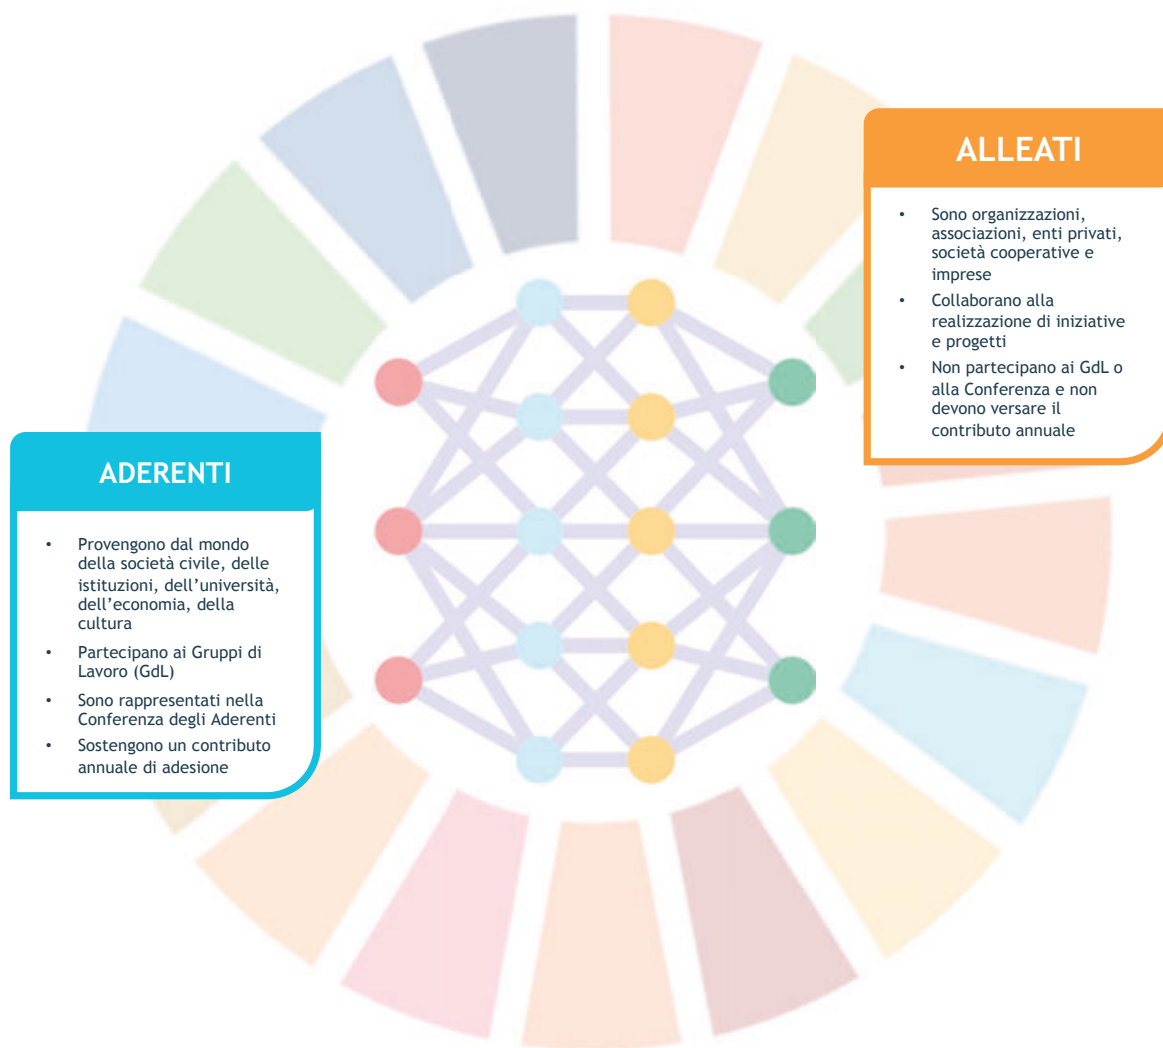 ALLEATI
• Sono organizzazioni,
associazioni, enti privati,
società cooperative e
imprese
• Collaborano alla
realizzazione di iniziative
e progetti
• Non partecipano ai GdL o
alla Conferenza e non
devono versare il
contributo annuale
ADERENTI
• Provengono dal mondo
della società civile, delle
istituzioni, dell’università,
dell’economia, della
cultura
• Partecipano ai Gruppi di
Lavoro (GdL)
• Sono rappresentati nella
Conferenza degli Aderenti
• Sostengono un contributo
annuale di adesione